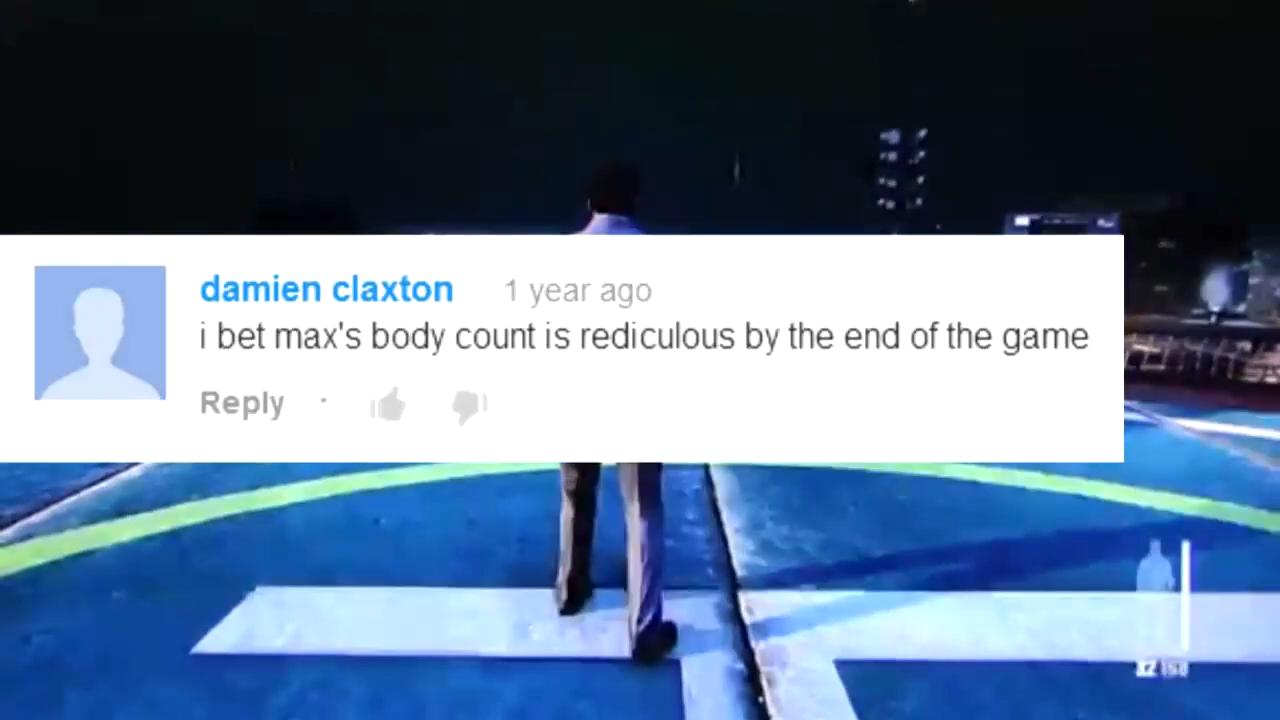 damien claxton 1 year ago
i bet max's body count is rediculous by the end of the game
Reply ·